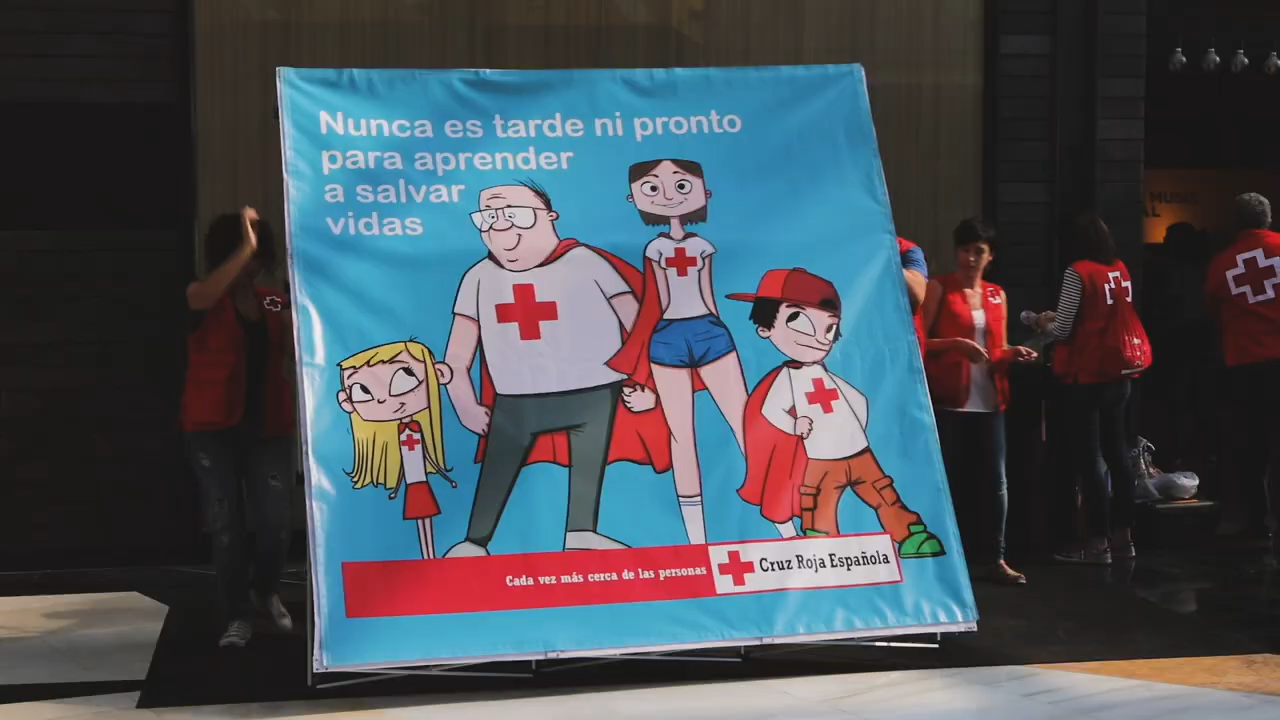 Nunca es tarde ni pronto
para aprender
a salvar
vidas
Cada vez más cerca de las personas
Cruz Roja Española